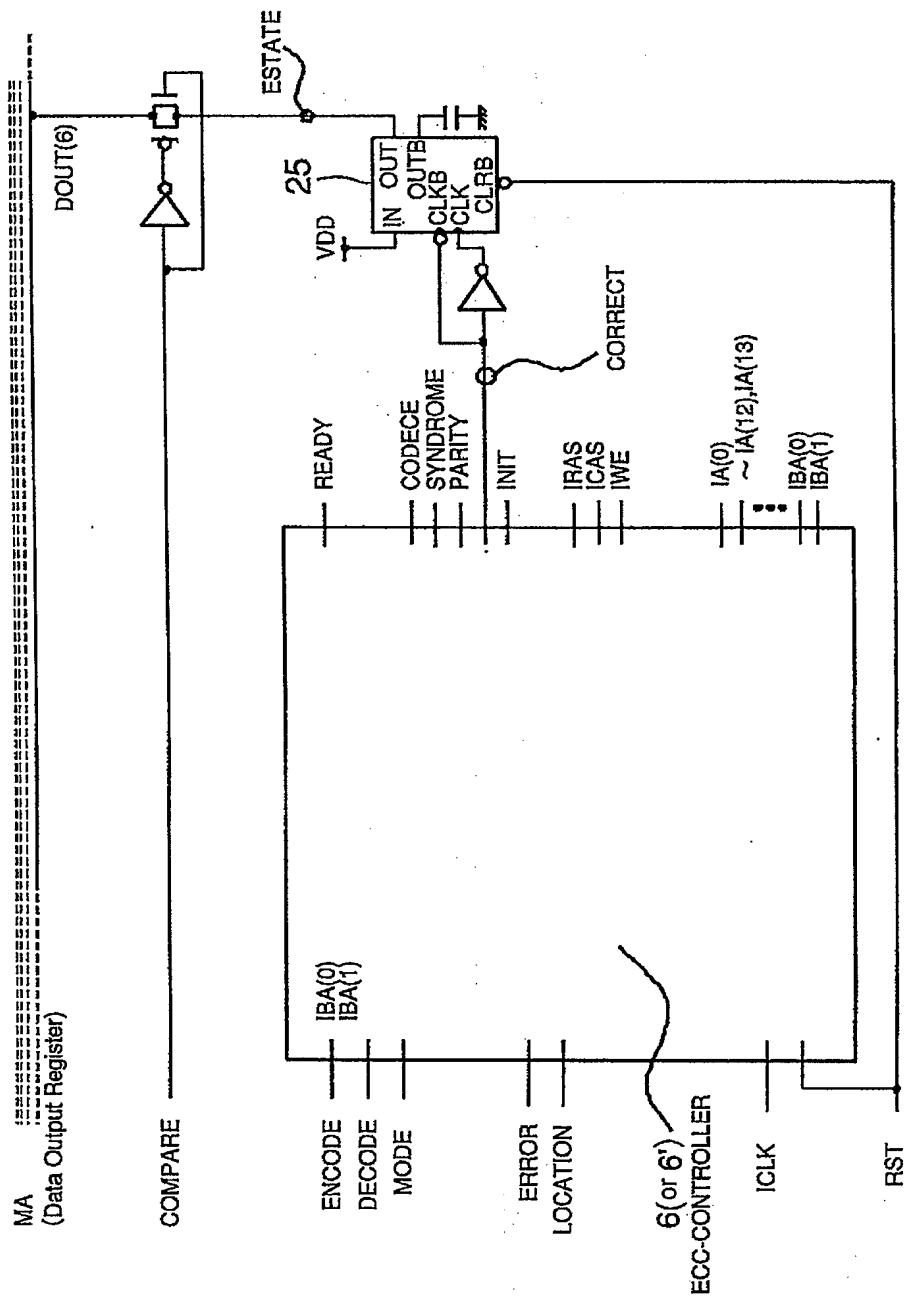 MA
(Data Output Register)
DOUT(6)
COMPARE
ESTATE
25
VDD
IN
OUT
OUTB
CLKB
CLK
CLRB
CORRECT
ENCODE
DECODE
MODE
IBA(0)
IBA(1)
ERROR
LOCATION
6(or 6')
ECC-CONTROLLER
ICLK
RST
READY
CODECE
SYNDROME
PARITY
INIT
IRAS
ICAS
IWE
IA(0)
~ IA(12),IA(13)
IBA(0)
IBA(1)